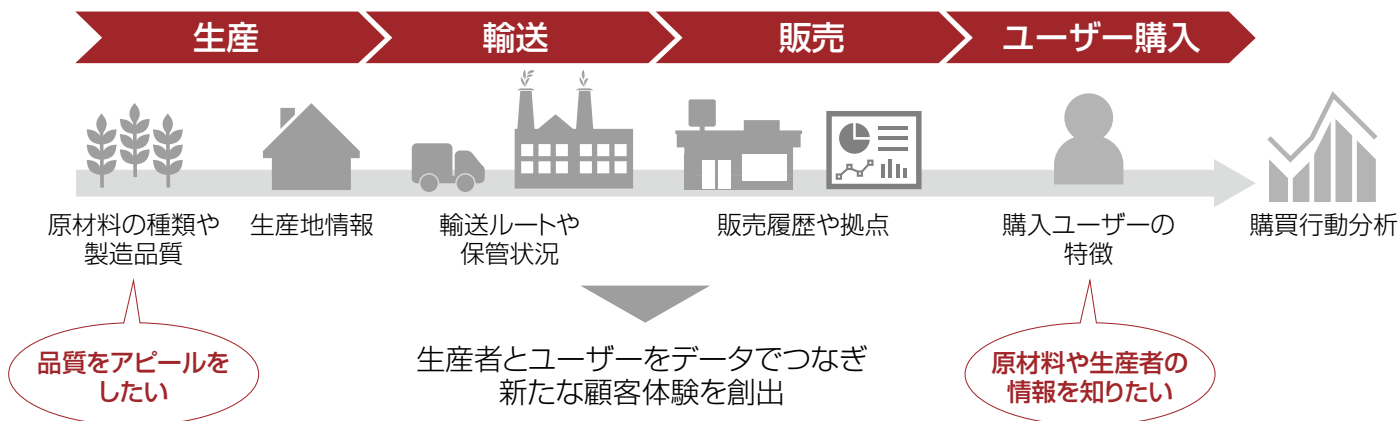 生産
輸送
販売
ユーザー購入
原材料の種類や
製造品質
生産地情報
輸送ルートや
保管状況
販売履歴や拠点
購入ユーザーの
特徴
購買行動分析
品質をアピールを
したい
生産者とユーザーをデータでつなぎ
新たな顧客体験を創出
原材料や生産者の
情報を知りたい